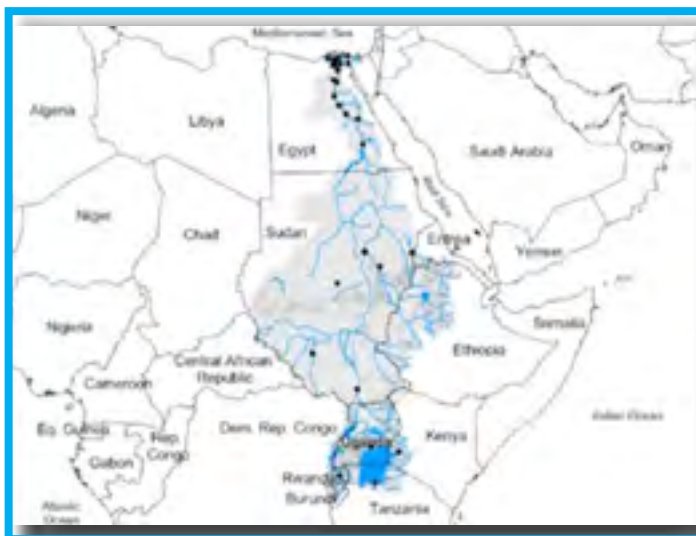 Mediterranean Sea
Algeria
Libya
Egypt
Saudi Arabia
Oman
Red Sea
Niger
Chad
Sudan
Eritrea
Yemen
Nigeria
Somalia
Ethiopia
Central African
Republic
Cameroon
Indian Ocean
Eq. Guinea
Rep.
Congo
Dem. Rep. Congo
Uganda
Kenya
Gabon
Rwanda
Burundi
Tanzania
Atlantic
Ocean